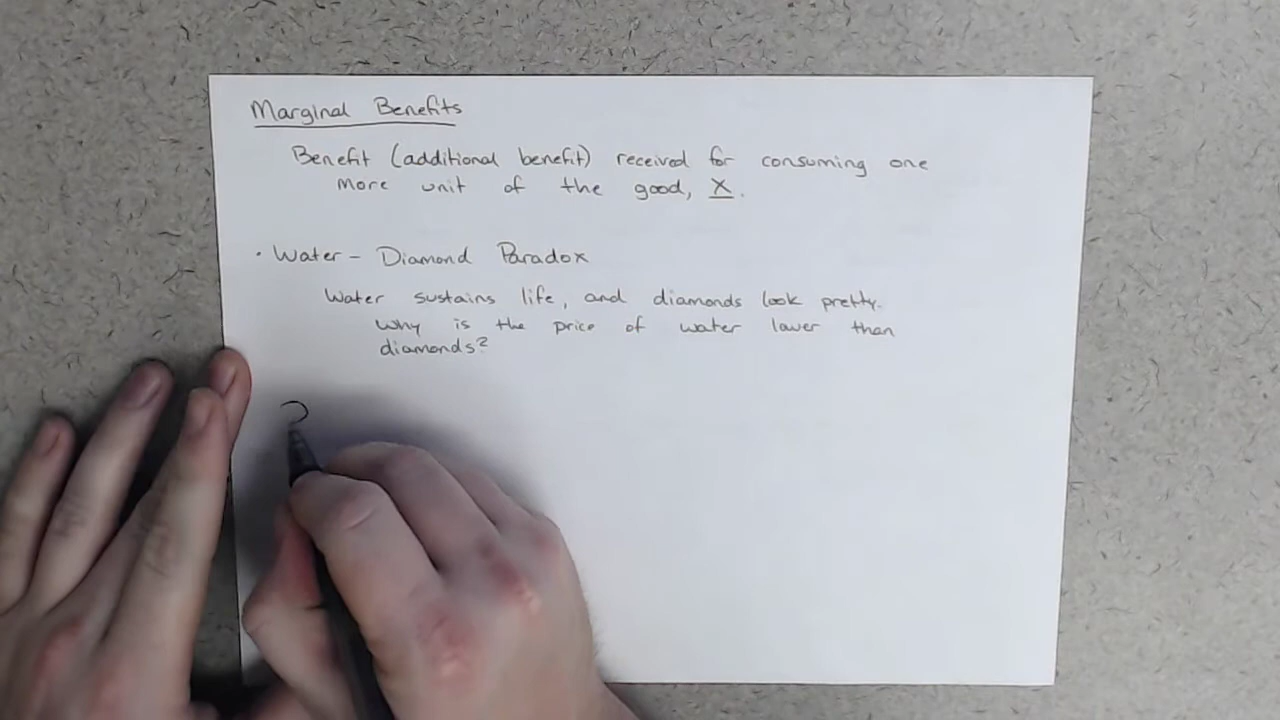 Marginal Benefits
Benefit (additional benefit) received for consuming one
more unit of the good, X.
• Water - Diamond Paradox
Water sustains life, and diamonds look pretty.
Why is the price of water lower than
diamonds?